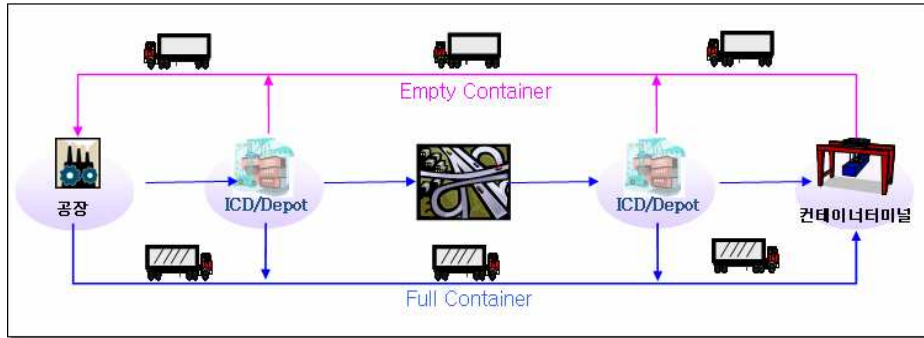 Empty Container
공장
ICD/Depot
ICD/Depot
컨테이너터미널
Full Container